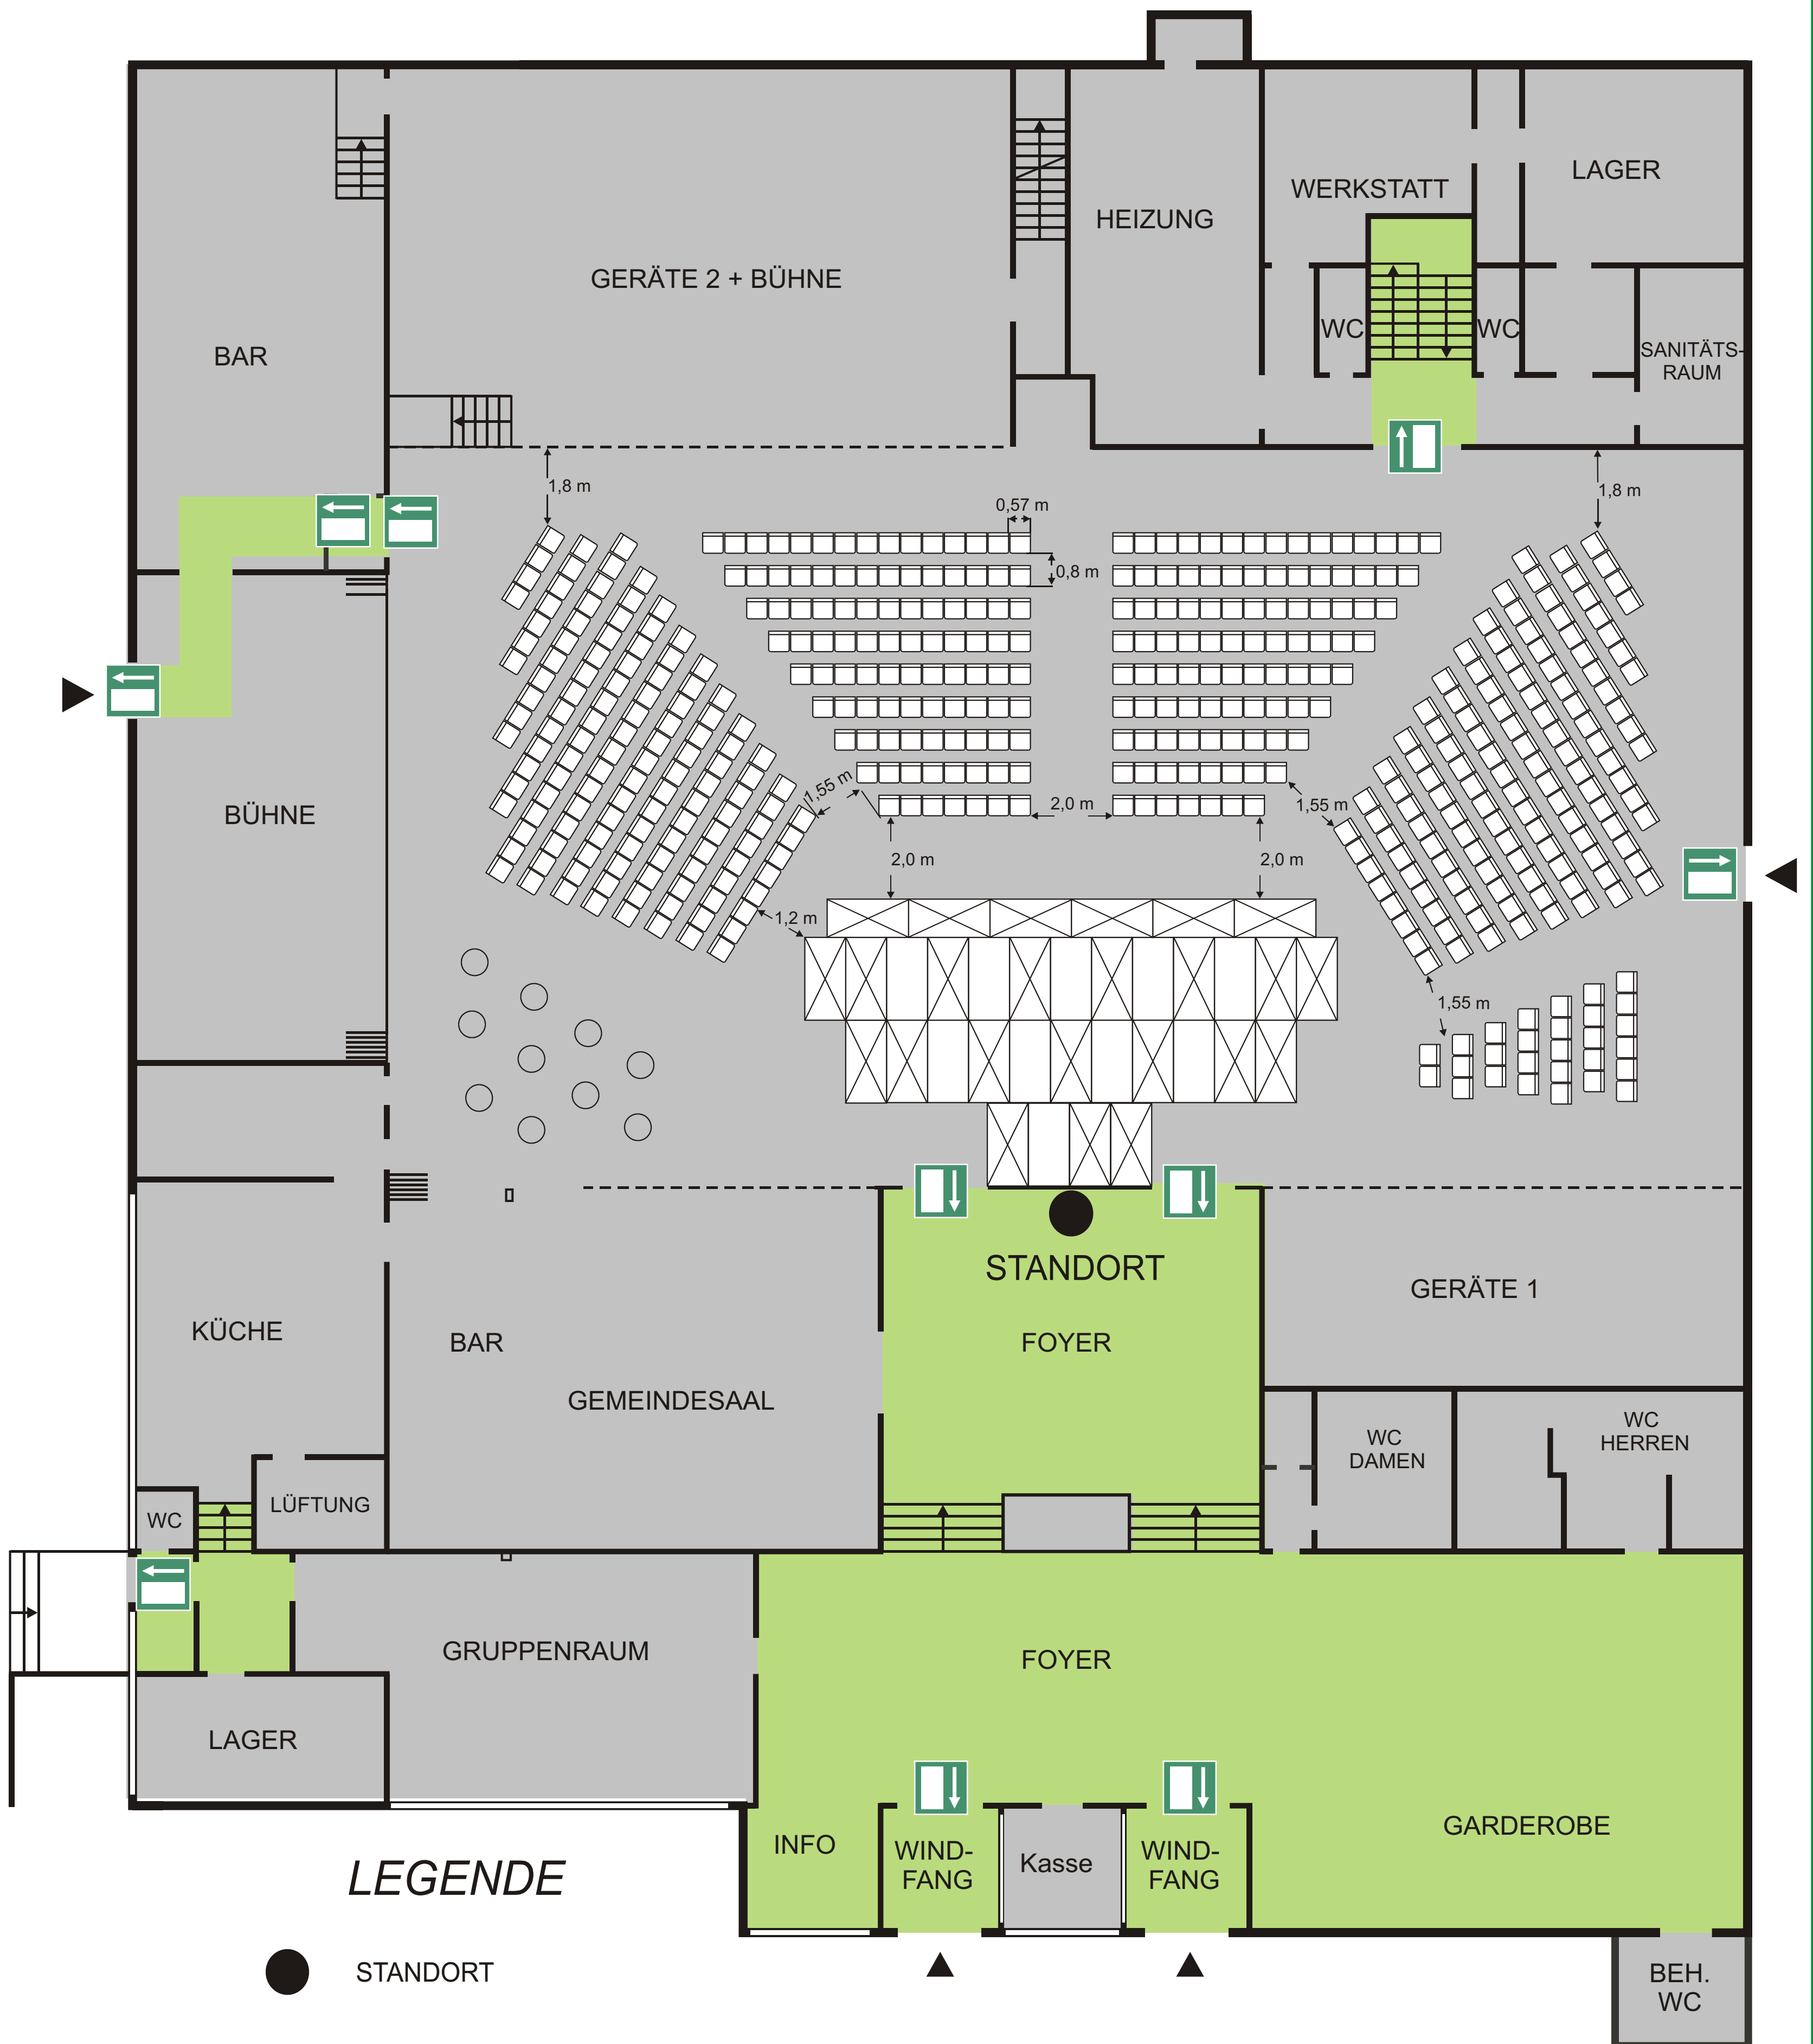 LAGER
WERKSTATT
HEIZUNG
GERÄTE 2 + BÜHNE
WC
WC
SANITÄTS-
RAUM
BAR
1,8 m
1,8 m
0,57 m
0,8 m
BÜHNE
1,55 m
2,0 m
1,55 m
2,0 m
2,0 m
1,2 m
1,55 m
STANDORT
GERÄTE 1
KÜCHE
BAR
FOYER
GEMEINDESAAL
WC
DAMEN
WC
HERREN
WC
LÜFTUNG
GRUPPENRAUM
FOYER
LAGER
GARDEROBE
INFO
WIND-
FANG
Kasse
WIND-
FANG
LEGENDE
STANDORT
BEH.
WC